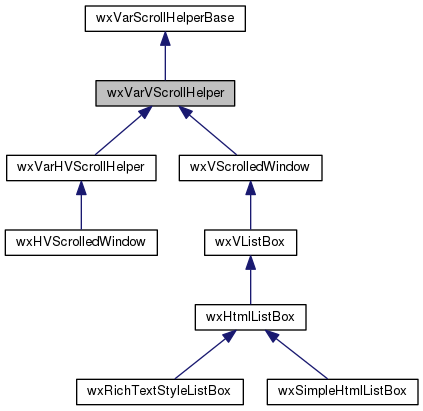 wxVarScrollHelperBase
wxVarVScrollHelper
wxVarHVScrollHelper
wxVScrolledWindow
wxHVScrolledWindow
wxVListBox
wxHtmlListBox
wxRichTextStyleListBox
wxSimpleHtmlListBox